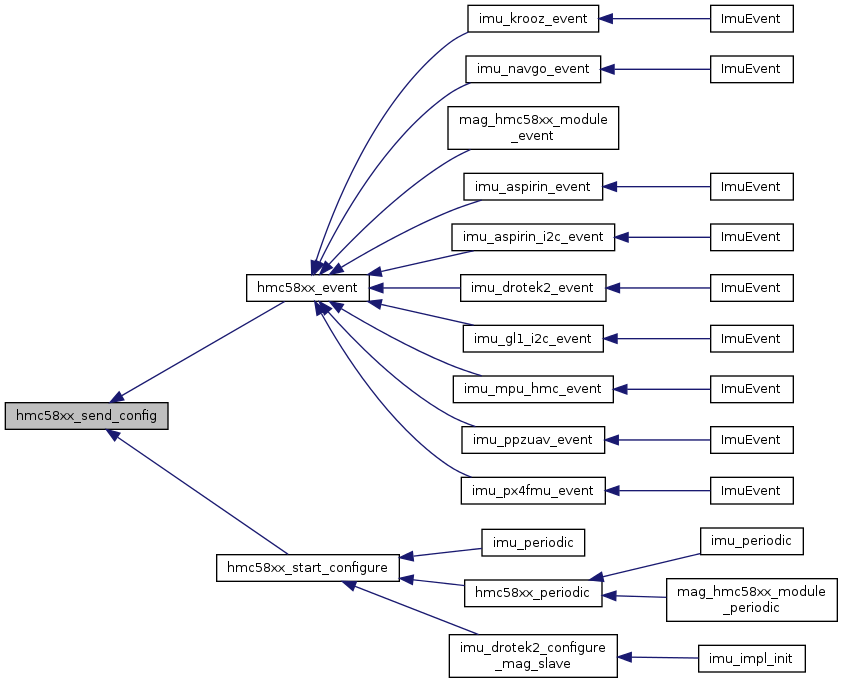 imu_krooz_event
ImuEvent
imu_navgo_event
ImuEvent
mag_hmc58xx_module
_event
imu_aspirin_event
ImuEvent
imu_aspirin_i2c_event
ImuEvent
hmc58xx_event
imu_drotek2_event
ImuEvent
imu_gl1_i2c_event
ImuEvent
imu_mpu_hmc_event
ImuEvent
hmc58xx_send_config
imu_ppzuav_event
ImuEvent
imu_px4fmu_event
ImuEvent
imu_periodic
imu_periodic
hmc58xx_start_configure
hmc58xx_periodic
mag_hmc58xx_module
_periodic
imu_drotek2_configure
_mag_slave
imu_impl_init